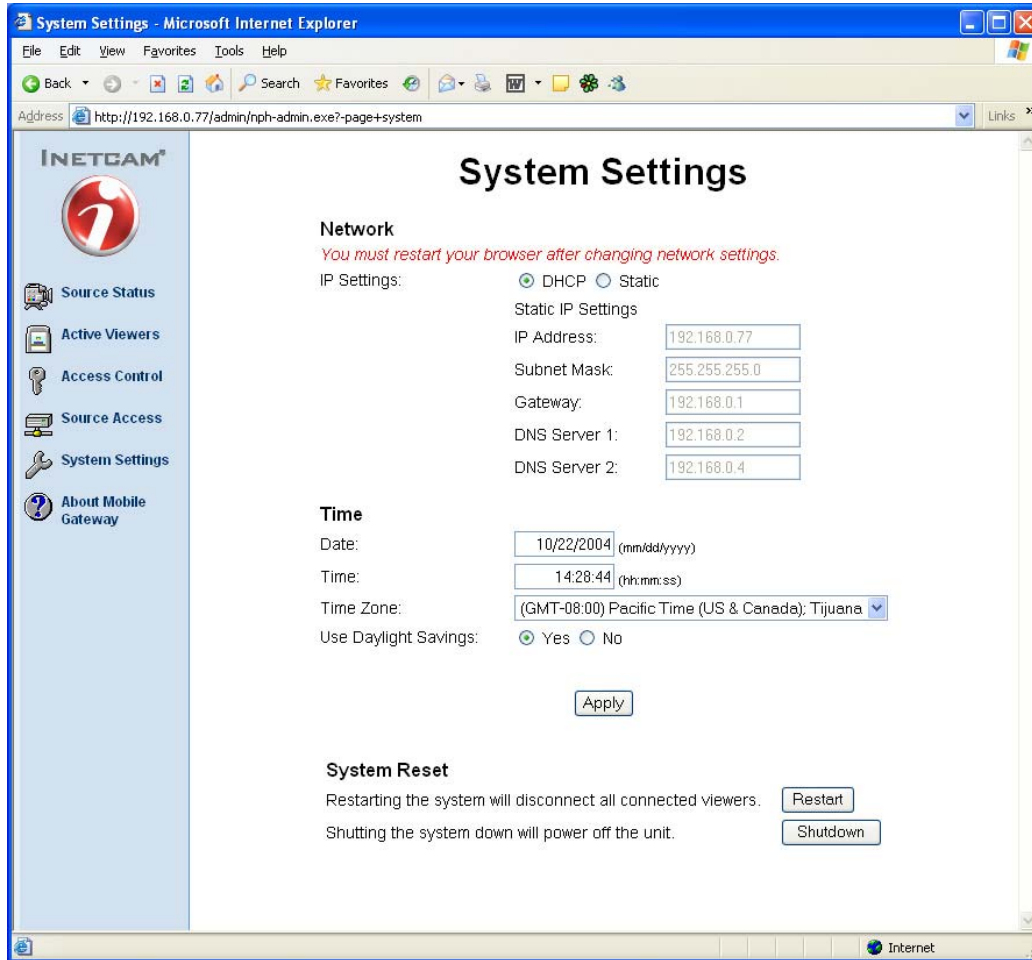 System Settings - Microsoft Internet Explorer
File Edit View Favorites Tools Help
Back Search Favorites
Address http://192.168.0.77/admin/nph-admin.exe?-page+system Links »
INETCAM®
Source Status
Active Viewers
Access Control
Source Access
System Settings
About Mobile
Gateway
System Settings
Network
You must restart your browser after changing network settings.
IP Settings: DHCP Static
Static IP Settings
IP Address: 192.168.0.77
Subnet Mask: 255.255.255.0
Gateway: 192.168.0.1
DNS Server 1: 192.168.0.2
DNS Server 2: 192.168.0.4
Time
Date: 10/22/2004 (mm/dd/yyyy)
Time: 14:28:44 (hh:mm:ss)
Time Zone: (GMT-08:00) Pacific Time (US & Canada); Tijuana
Use Daylight Savings: Yes No
Apply
System Reset
Restarting the system will disconnect all connected viewers. Restart
Shutting the system down will power off the unit. Shutdown
Internet